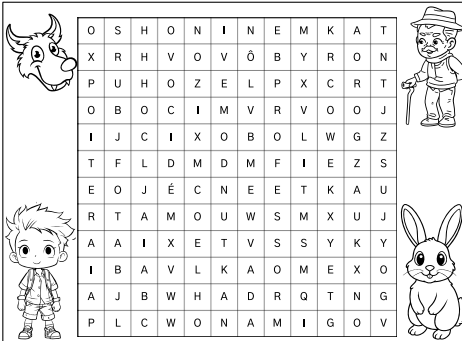 O S H O N I N E M K A T
X R H V O V Ô B Y R O N
P U H O Z E L P X C R T
O B O C I M V R V O O J
I J C I X O B O L W G Z
T F L D M D M F I E Z S
E O J É C N E E T K A U
R T A M O U W S M X U J
A A I X E T V S S Y K Y
I B A V L K A O M E X O
A J B W H A D R Q T N G
P L C W O N A M I G O V